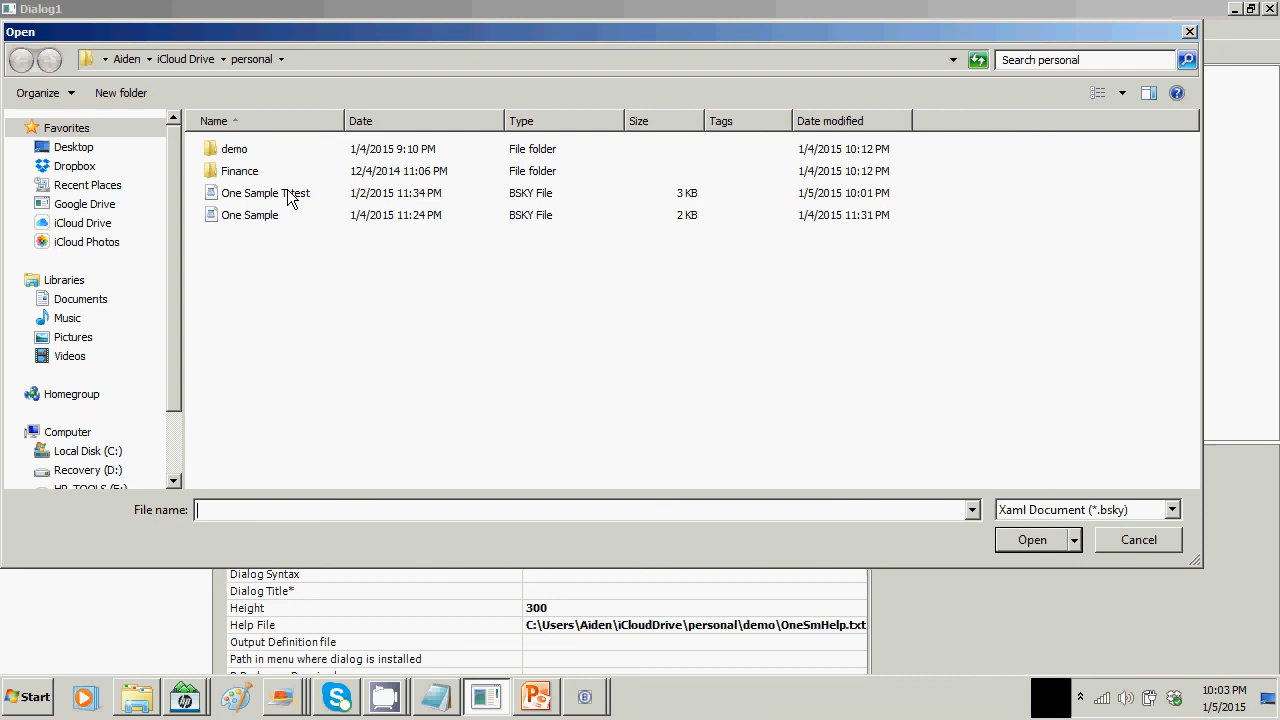 Dialog1
Open
Aiden iCloud Drive personal
Search personal
Organize New folder
Name Date Type Size Tags Date modified
Favorites
Desktop
Dropbox
Recent Places
Google Drive
iCloud Drive
iCloud Photos
Libraries
Documents
Music
Pictures
Videos
Homegroup
Computer
Local Disk (C:)
Recovery (D:)
HP_TOOLS (E:)
demo 1/4/2015 9:10 PM File folder 1/4/2015 10:12 PM
Finance 12/4/2014 11:06 PM File folder 1/4/2015 10:12 PM
One Sample T.test 1/2/2015 11:34 PM BSKY File 3 KB 1/5/2015 10:01 PM
One Sample 1/4/2015 11:24 PM BSKY File 2 KB 1/4/2015 11:31 PM
File name:
Xaml Document (*.bsky)
Open Cancel
Dialog Syntax
Dialog Title*
Height 300
Help File C:\Users\Aiden\iCloudDrive\personal\demo\OneSmHelp.txt
Output Definition file
Path in menu where dialog is installed
Start
10:03 PM
1/5/2015